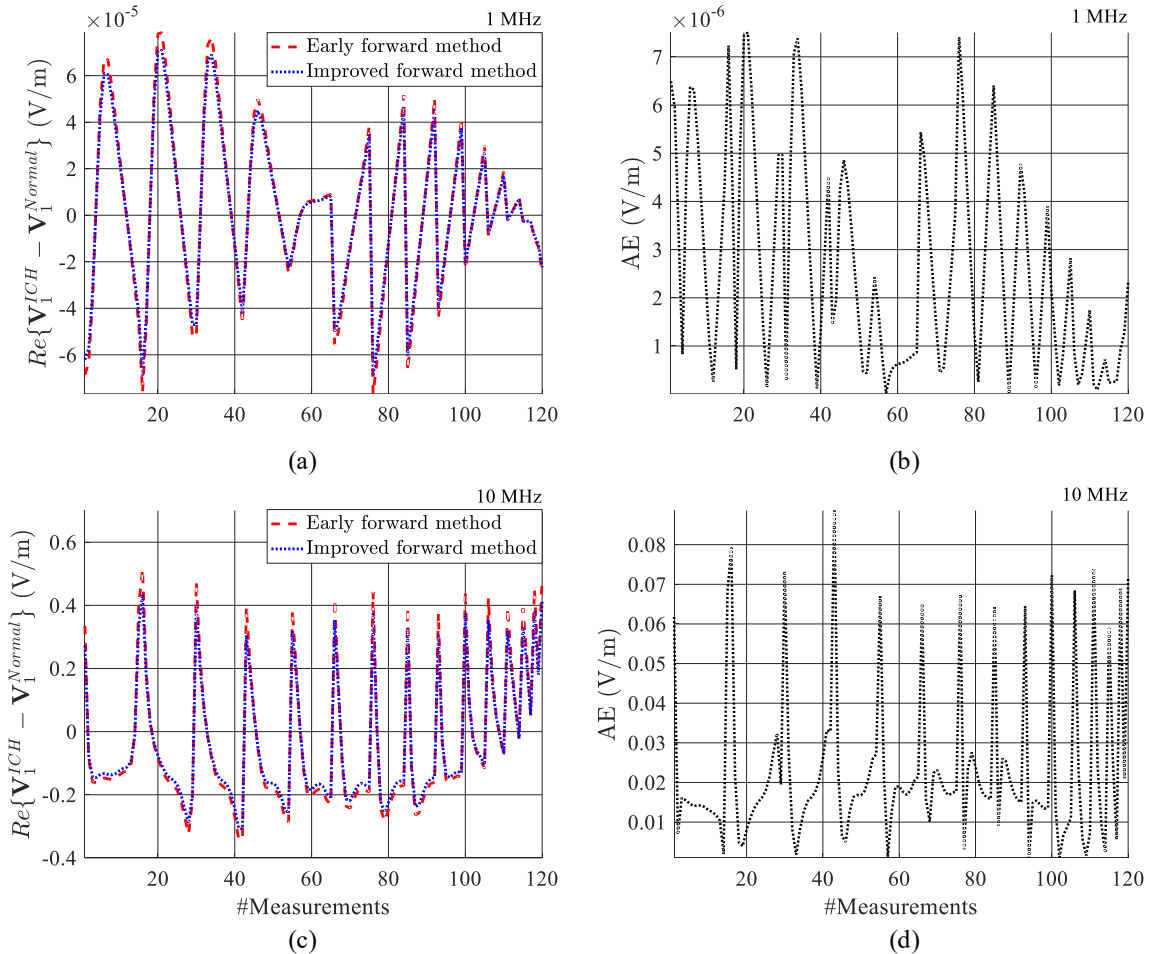 ×10⁻⁵
1 MHz
Early forward method
Improved forward method
Re{V₁^{ICH} − V₁^{Normal}} (V/m)
6
4
2
0
-2
-4
-6
20 40 60 80 100 120
(a)
×10⁻⁶
1 MHz
AE (V/m)
7
6
5
4
3
2
1
20 40 60 80 100 120
(b)
10 MHz
Early forward method
Improved forward method
Re{V₁^{ICH} − V₁^{Normal}} (V/m)
0.6
0.4
0.2
0
-0.2
-0.4
20 40 60 80 100 120
#Measurements
(c)
10 MHz
AE (V/m)
0.08
0.07
0.06
0.05
0.04
0.03
0.02
0.01
20 40 60 80 100 120
#Measurements
(d)